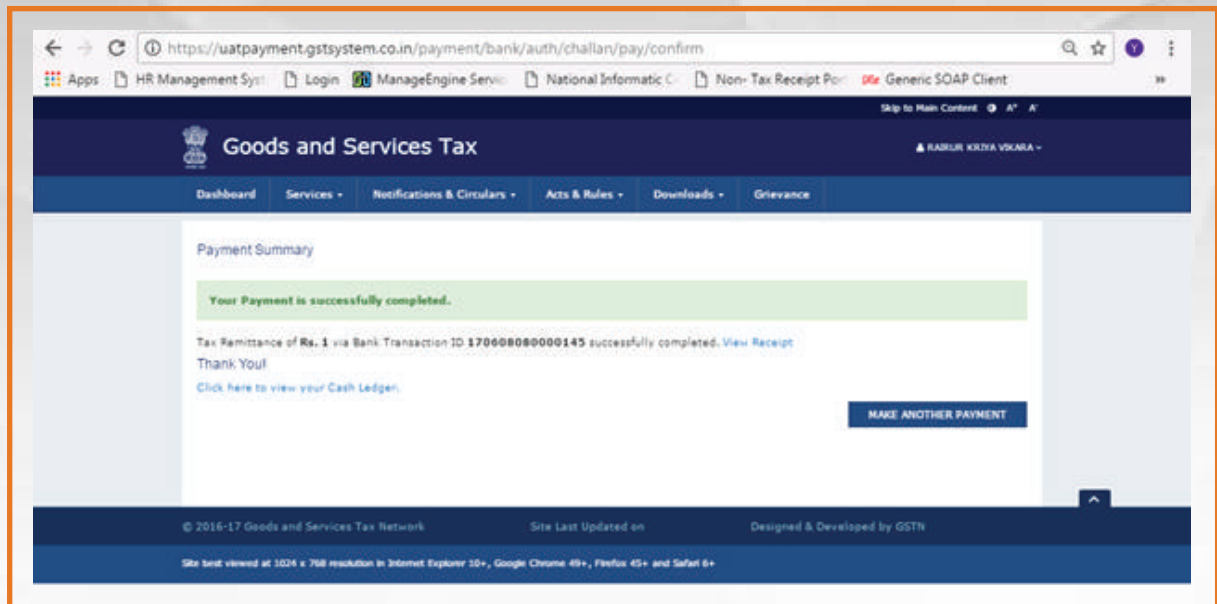 https://uatpayment.gstsystem.co.in/payment/bank/auth/challan/pay/confirm
Apps HR Management Syst Login ManageEngine Servic National Informatic C Non- Tax Receipt Por Generic SOAP Client
Skip to Main Content A+ A-
Goods and Services Tax
KRIYA VIKARA
Dashboard Services Notifications & Circulars Acts & Rules Downloads Grievance
Payment Summary
Your Payment is successfully completed.
Tax Remittance of Rs. 1 via Bank Transaction ID 170608080000145 successfully completed. View Receipt
Thank You!
Click here to view your Cash Ledger.
MAKE ANOTHER PAYMENT
© 2016-17 Goods and Services Tax Network Site Last Updated on Designed & Developed by GSTN
Site best viewed at 1024 x 768 resolution in Internet Explorer 10+, Google Chrome 49+, Firefox 45+ and Safari 6+